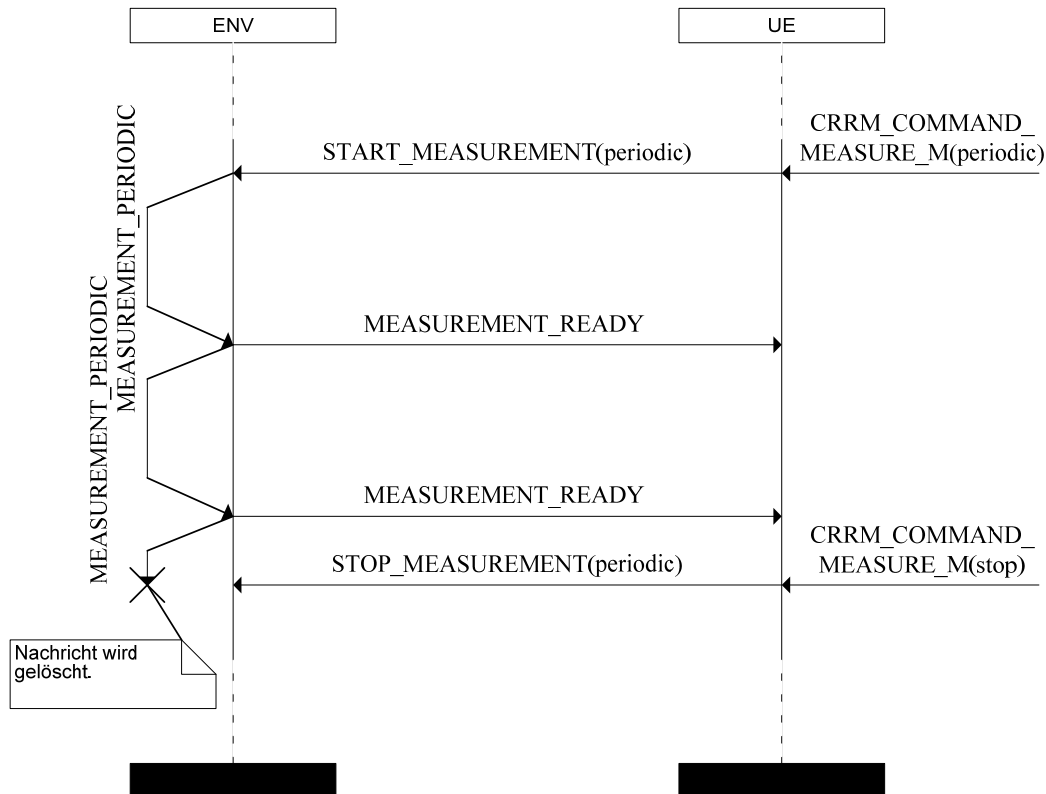 ENV
UE
CRRM_COMMAND_
MEASURE_M(periodic)
START_MEASUREMENT(periodic)
MEASUREMENT_PERIODIC
MEASUREMENT_READY
MEASUREMENT_PERIODIC
MEASUREMENT_READY
CRRM_COMMAND_
MEASURE_M(stop)
STOP_MEASUREMENT(periodic)
Nachricht wird
gelöscht.